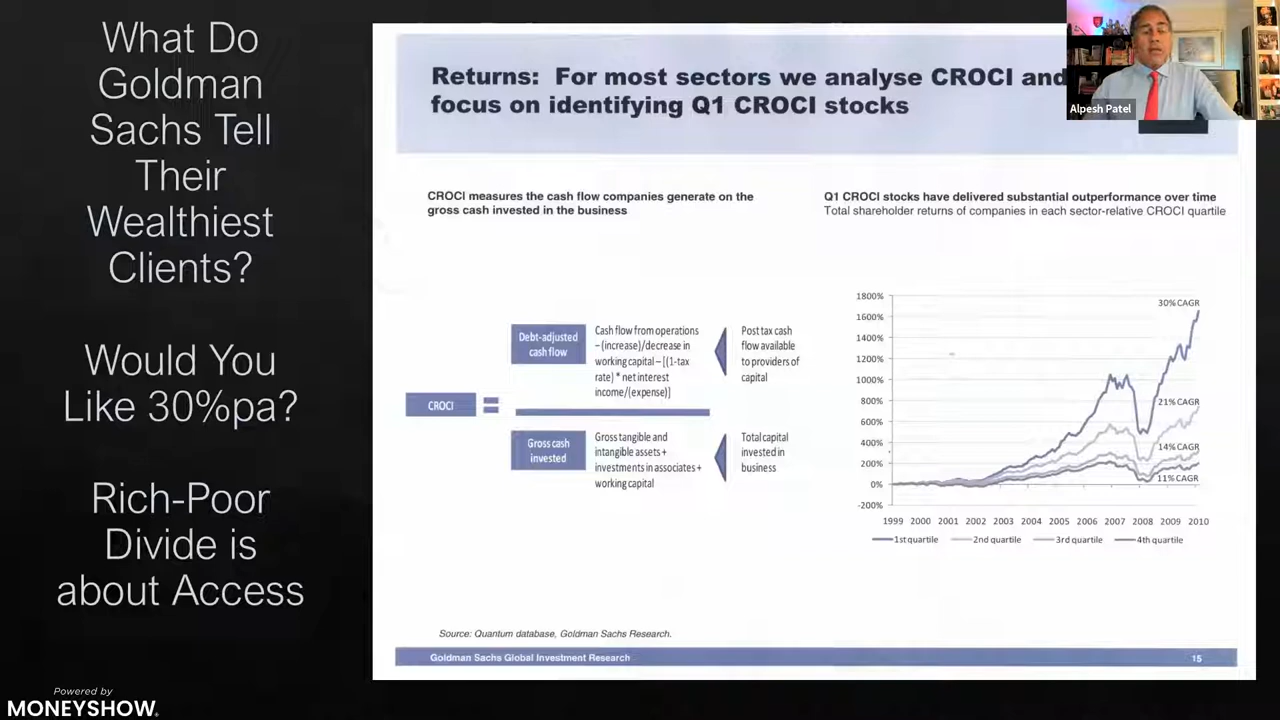 What Do
Goldman
Sachs Tell
Their
Wealthiest
Clients?
Would You
Like 30%pa?
Rich-Poor
Divide is
about Access
Powered by
MONEYSHOW.
Returns: For most sectors we analyse CROCI and
focus on identifying Q1 CROCI stocks
Alpesh Patel
CROCI measures the cash flow companies generate on the
gross cash invested in the business
CROCI
=
Debt-adjusted
cash flow
Cash flow from operations
– (increase)/decrease in
working capital – [(1-tax
rate) * net interest
income/(expense)]
Post tax cash
flow available
to providers of
capital
Gross cash
invested
Gross tangible and
intangible assets +
investments in associates +
working capital
Total capital
invested in
business
Q1 CROCI stocks have delivered substantial outperformance over time
Total shareholder returns of companies in each sector-relative CROCI quartile
1800%
1600%
1400%
1200%
1000%
800%
600%
400%
200%
0%
-200%
30% CAGR
21% CAGR
14% CAGR
11% CAGR
1999 2000 2001 2002 2003 2004 2005 2006 2007 2008 2009 2010
1st quartile 2nd quartile 3rd quartile 4th quartile
Source: Quantum database, Goldman Sachs Research.
Goldman Sachs Global Investment Research 15